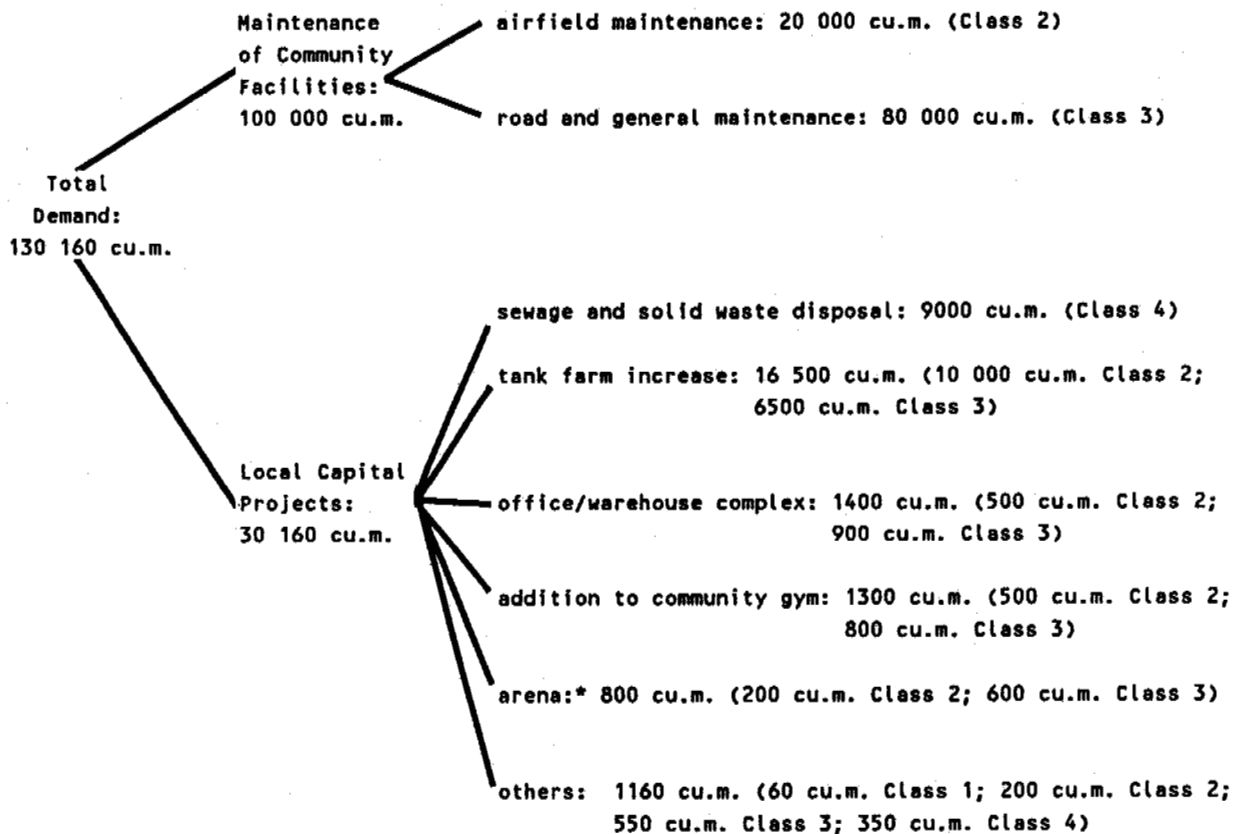 Maintenance
of Community
Facilities:
100 000 cu.m.
airfield maintenance: 20 000 cu.m. (Class 2)
road and general maintenance: 80 000 cu.m. (Class 3)
Total
Demand:
130 160 cu.m.
Local Capital
Projects:
30 160 cu.m.
sewage and solid waste disposal: 9000 cu.m. (Class 4)
tank farm increase: 16 500 cu.m. (10 000 cu.m. Class 2;
6500 cu.m. Class 3)
office/warehouse complex: 1400 cu.m. (500 cu.m. Class 2;
900 cu.m. Class 3)
addition to community gym: 1300 cu.m. (500 cu.m. Class 2;
800 cu.m. Class 3)
arena:* 800 cu.m. (200 cu.m. Class 2; 600 cu.m. Class 3)
others: 1160 cu.m. (60 cu.m. Class 1; 200 cu.m. Class 2;
550 cu.m. Class 3; 350 cu.m. Class 4)